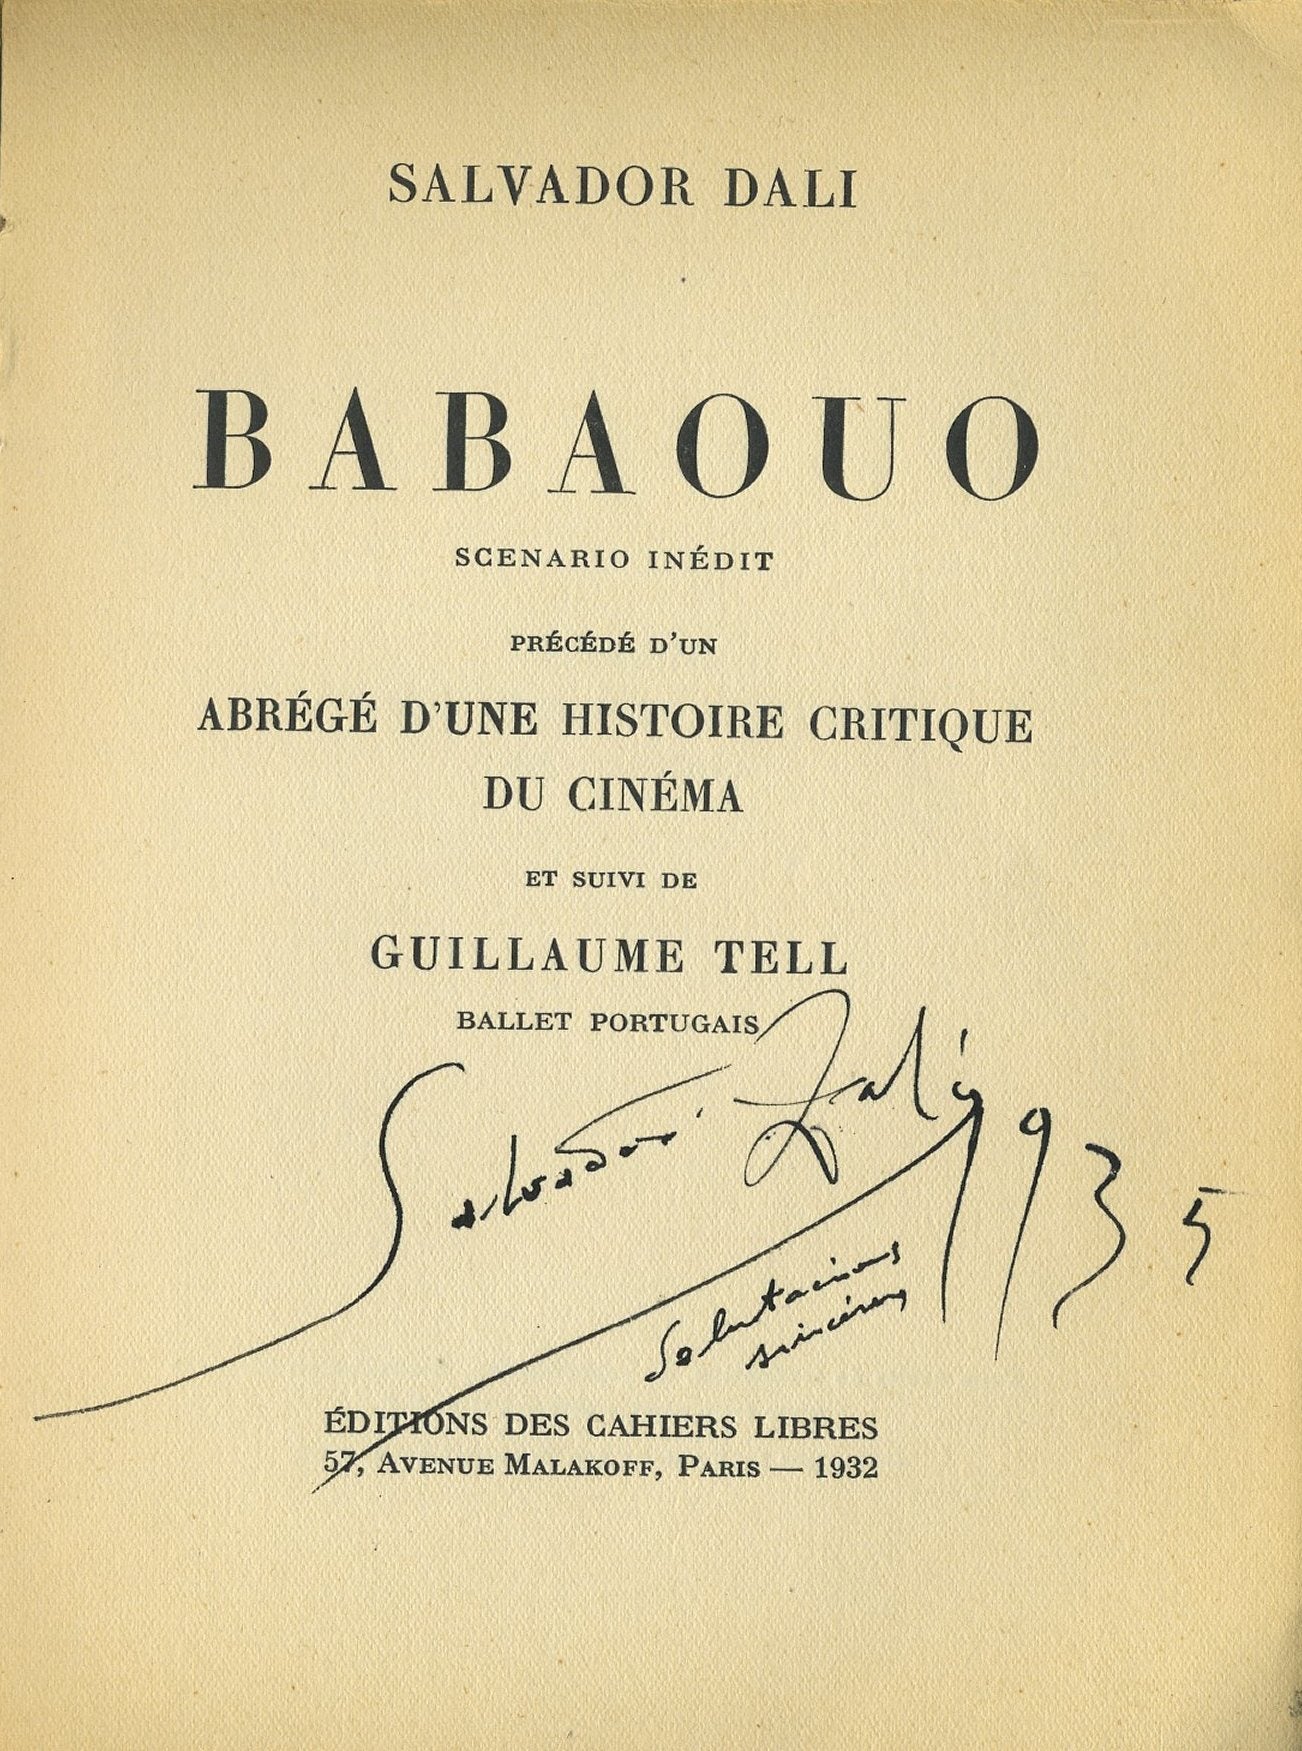 SALVADOR DALI
BABAOUO
SCENARIO INÉDIT
PRÉCÉDÉ D'UN
ABRÉGÉ D'UNE HISTOIRE CRITIQUE
DU CINÉMA
ET SUIVI DE
GUILLAUME TELL
BALLET PORTUGAIS
Salvador Dalí 1935
Salutacions
sincéres
ÉDITIONS DES CAHIERS LIBRES
57, AVENUE MALAKOFF, PARIS — 1932